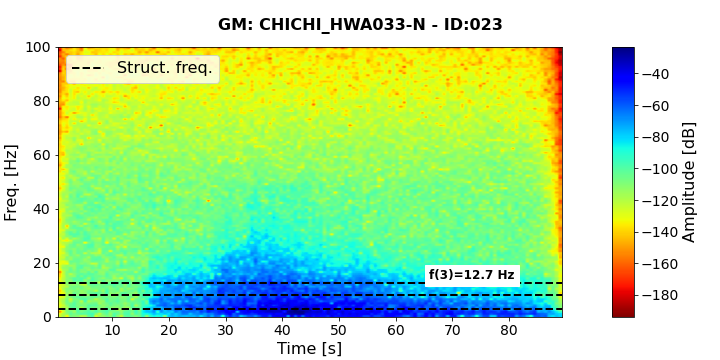 GM: CHICHI_HWA033-N - ID:023
100
80
60
40
20
0
Freq. [Hz]
Struct. freq.
f(3)=12.7 Hz
10 20 30 40 50 60 70 80
Time [s]
−40
−60
−80
−100
−120
−140
−160
−180
Amplitude [dB]